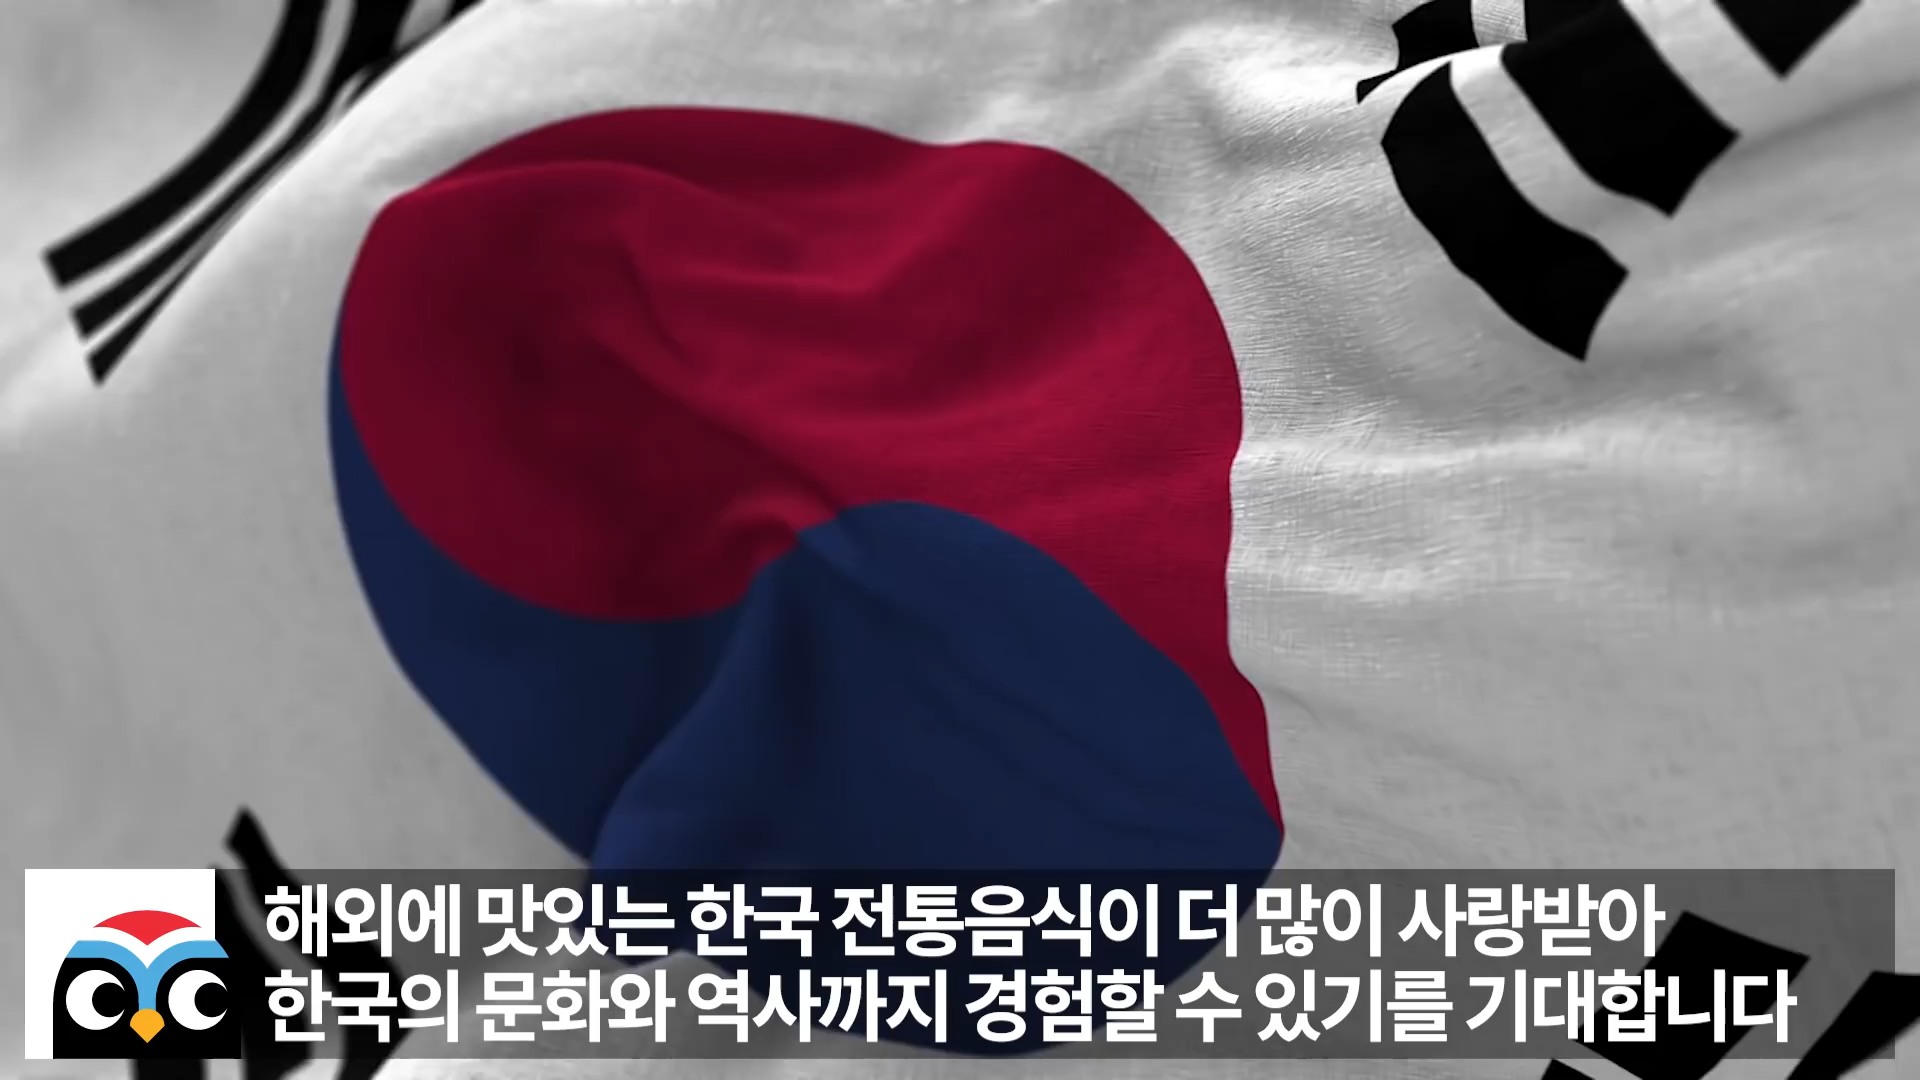 해외에 맛있는 한국 전통음식이 더 많이 사랑받아
한국의 문화와 역사까지 경험할 수 있기를 기대합니다